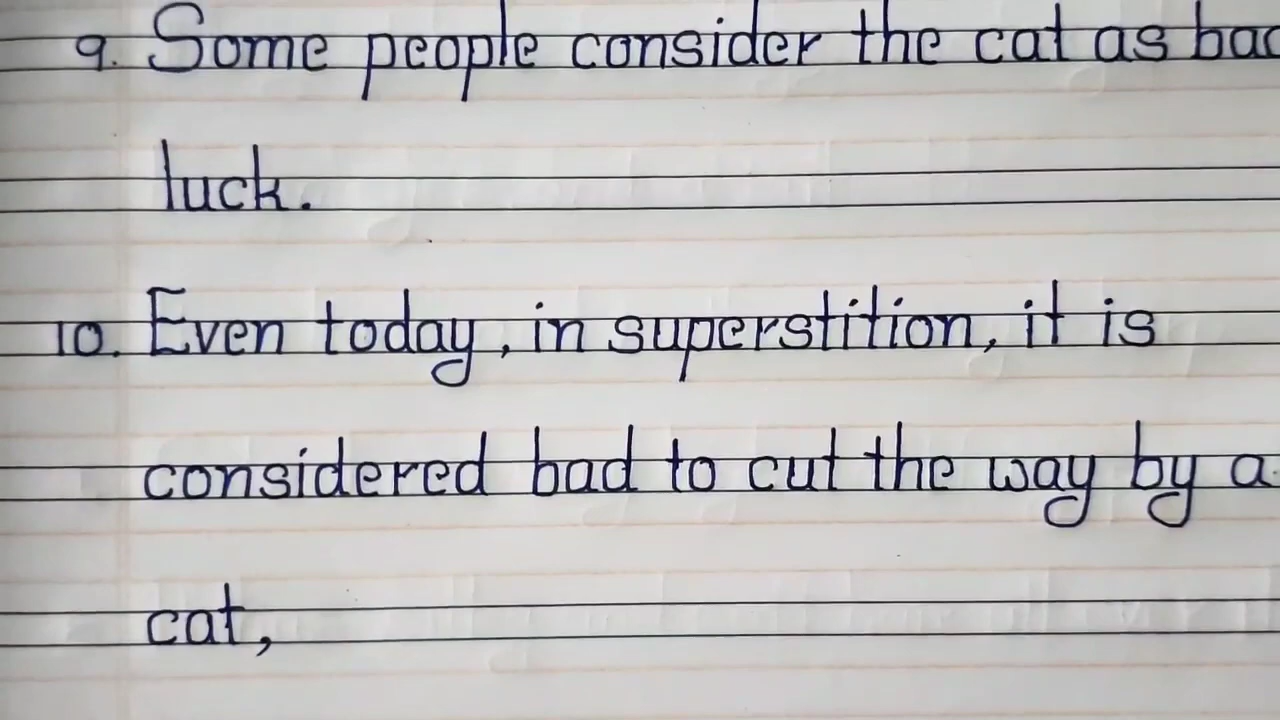 9. Some people consider the cat as bad
luck.
10. Even today, in superstition, it is
considered bad to cut the way by a
cat,